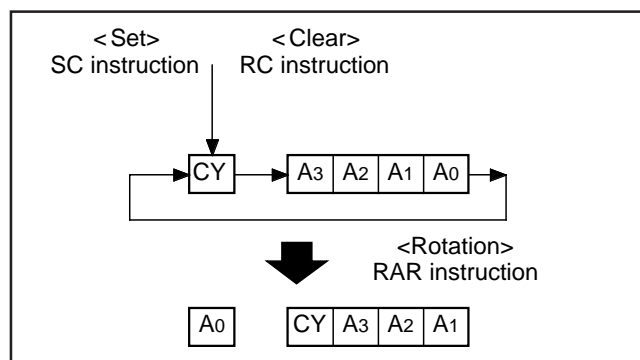 <Set> <Clear>
SC instruction RC instruction
CY A3 A2 A1 A0
<Rotation>
RAR instruction
A0 CY A3 A2 A1